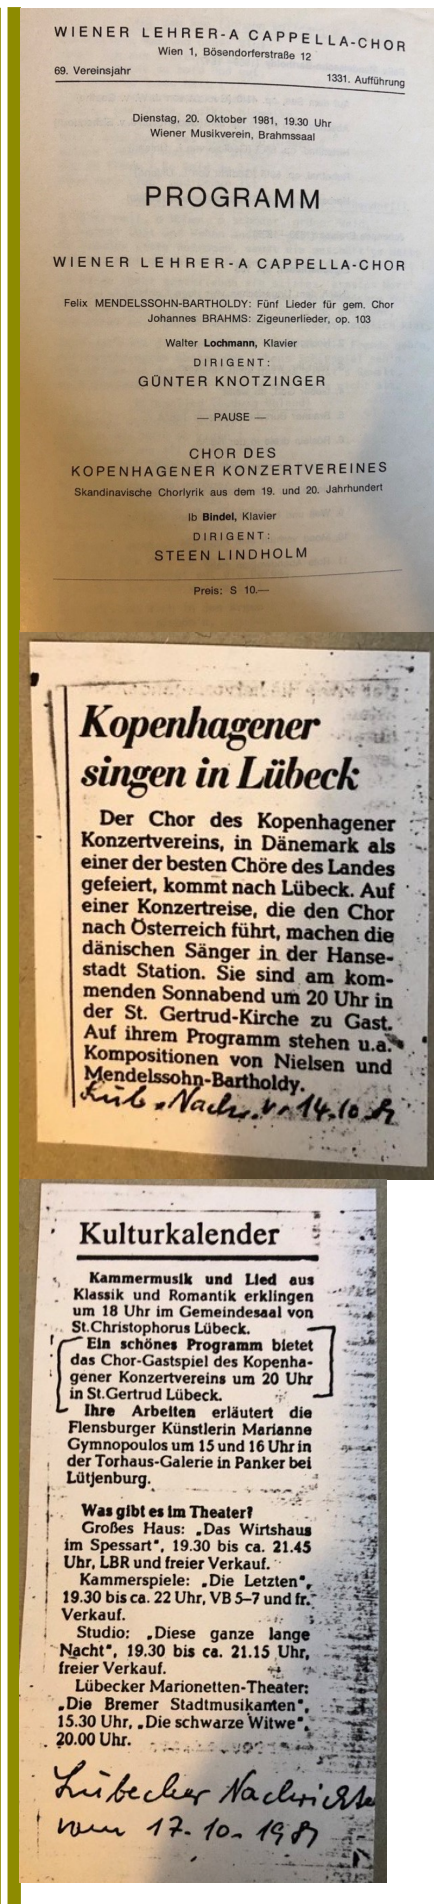 WIENER LEHRER-A CAPPELLA-CHOR
Wien 1, Bösendorferstraße 12
69. Vereinsjahr 1331. Aufführung
Dienstag, 20. Oktober 1981, 19.30 Uhr
Wiener Musikverein, Brahmssaal
PROGRAMM
WIENER LEHRER-A CAPPELLA-CHOR
Felix MENDELSSOHN-BARTHOLDY: Fünf Lieder für gem. Chor
Johannes BRAHMS: Zigeunerlieder, op. 103
Walter Lochmann, Klavier
DIRIGENT:
GÜNTER KNOTZINGER
— PAUSE —
CHOR DES
KOPENHAGENER KONZERTVEREINES
Skandinavische Chorlyrik aus dem 19. und 20. Jahrhundert
Ib Bindel, Klavier
DIRIGENT:
STEEN LINDHOLM
Preis: S 10.—
Kopenhagener
singen in Lübeck
Der Chor des Kopenhagener
Konzertvereins, in Dänemark als
einer der besten Chöre des Landes
gefeiert, kommt nach Lübeck. Auf
einer Konzertreise, die den Chor
nach Österreich führt, machen die
dänischen Sänger in der Hanse-
stadt Station. Sie sind am kom-
menden Sonnabend um 20 Uhr in
der St. Gertrud-Kirche zu Gast.
Auf ihrem Programm stehen u.a.
Kompositionen von Nielsen und
Mendelssohn-Bartholdy.
Lüb. Nachr. v. 14.10.81
Kulturkalender
Kammermusik und Lied aus
Klassik und Romantik erklingen
um 18 Uhr im Gemeindesaal von
St.Christophorus Lübeck.
Ein schönes Programm bietet
das Chor-Gastspiel des Kopenha-
gener Konzertvereins um 20 Uhr
in St.Gertrud Lübeck.
Ihre Arbeiten erläutert die
Flensburger Künstlerin Marianne
Gymnopoulos um 15 und 16 Uhr in
der Torhaus-Galerie in Panker bei
Lütjenburg.
Was gibt es im Theater?
Großes Haus: „Das Wirtshaus
im Spessart", 19.30 bis ca. 21.45
Uhr, LBR und freier Verkauf.
Kammerspiele: „Die Letzten",
19.30 bis ca. 22 Uhr, VB 5–7 und fr.
Verkauf.
Studio: „Diese ganze lange
Nacht", 19.30 bis ca. 21.15 Uhr,
freier Verkauf.
Lübecker Marionetten-Theater:
„Die Bremer Stadtmusikanten",
15.30 Uhr, „Die schwarze Witwe",
20.00 Uhr.
Lübecker Nachrichten
vom 17.10.1981